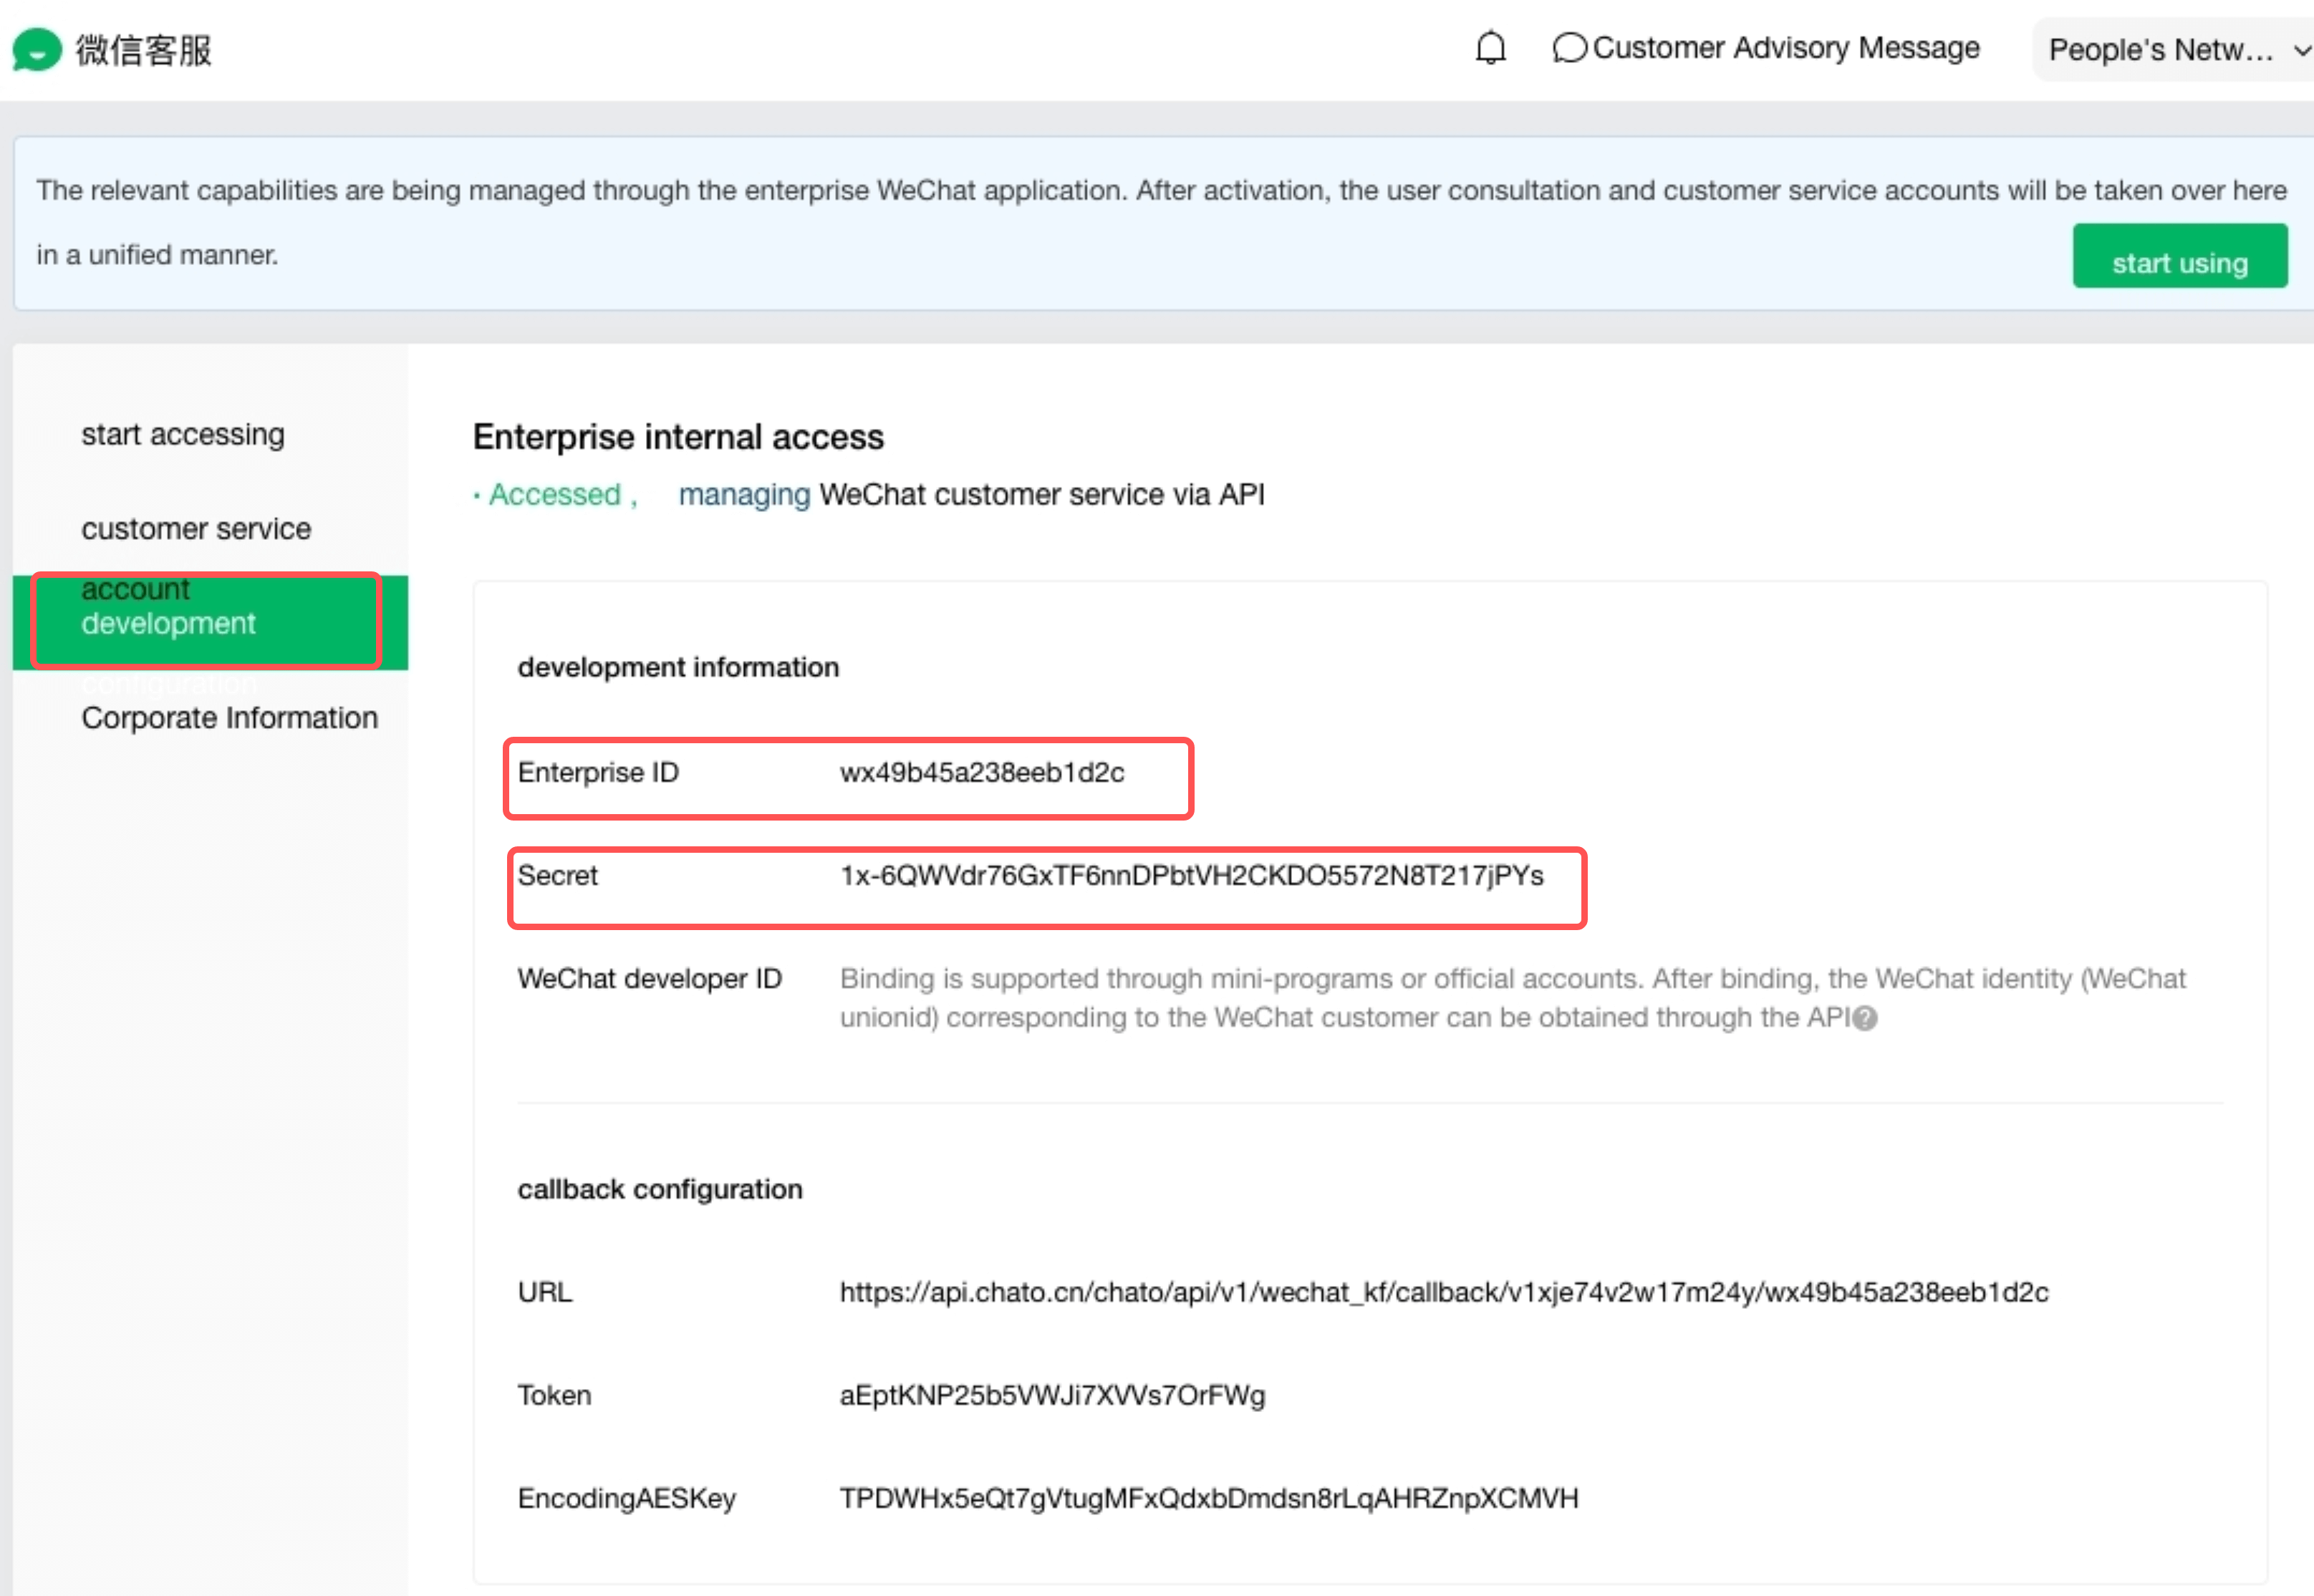 微信客服
Customer Advisory Message
People's Netw...
The relevant capabilities are being managed through the enterprise WeChat application. After activation, the user consultation and customer service accounts will be taken over here
in a unified manner.
start using
start accessing
customer service
account
development
configuration
Corporate Information
Enterprise internal access
· Accessed , managing WeChat customer service via API
development information
Enterprise ID wx49b45a238eeb1d2c
Secret 1x-6QWVdr76GxTF6nnDPbtVH2CKDO5572N8T217jPYs
WeChat developer ID Binding is supported through mini-programs or official accounts. After binding, the WeChat identity (WeChat
unionid) corresponding to the WeChat customer can be obtained through the API?
callback configuration
URL https://api.chato.cn/chato/api/v1/wechat_kf/callback/v1xje74v2w17m24y/wx49b45a238eeb1d2c
Token aEptKNP25b5VWJi7XVVs7OrFWg
EncodingAESKey TPDWHx5eQt7gVtugMFxQdxbDmdsn8rLqAHRZnpXCMVH